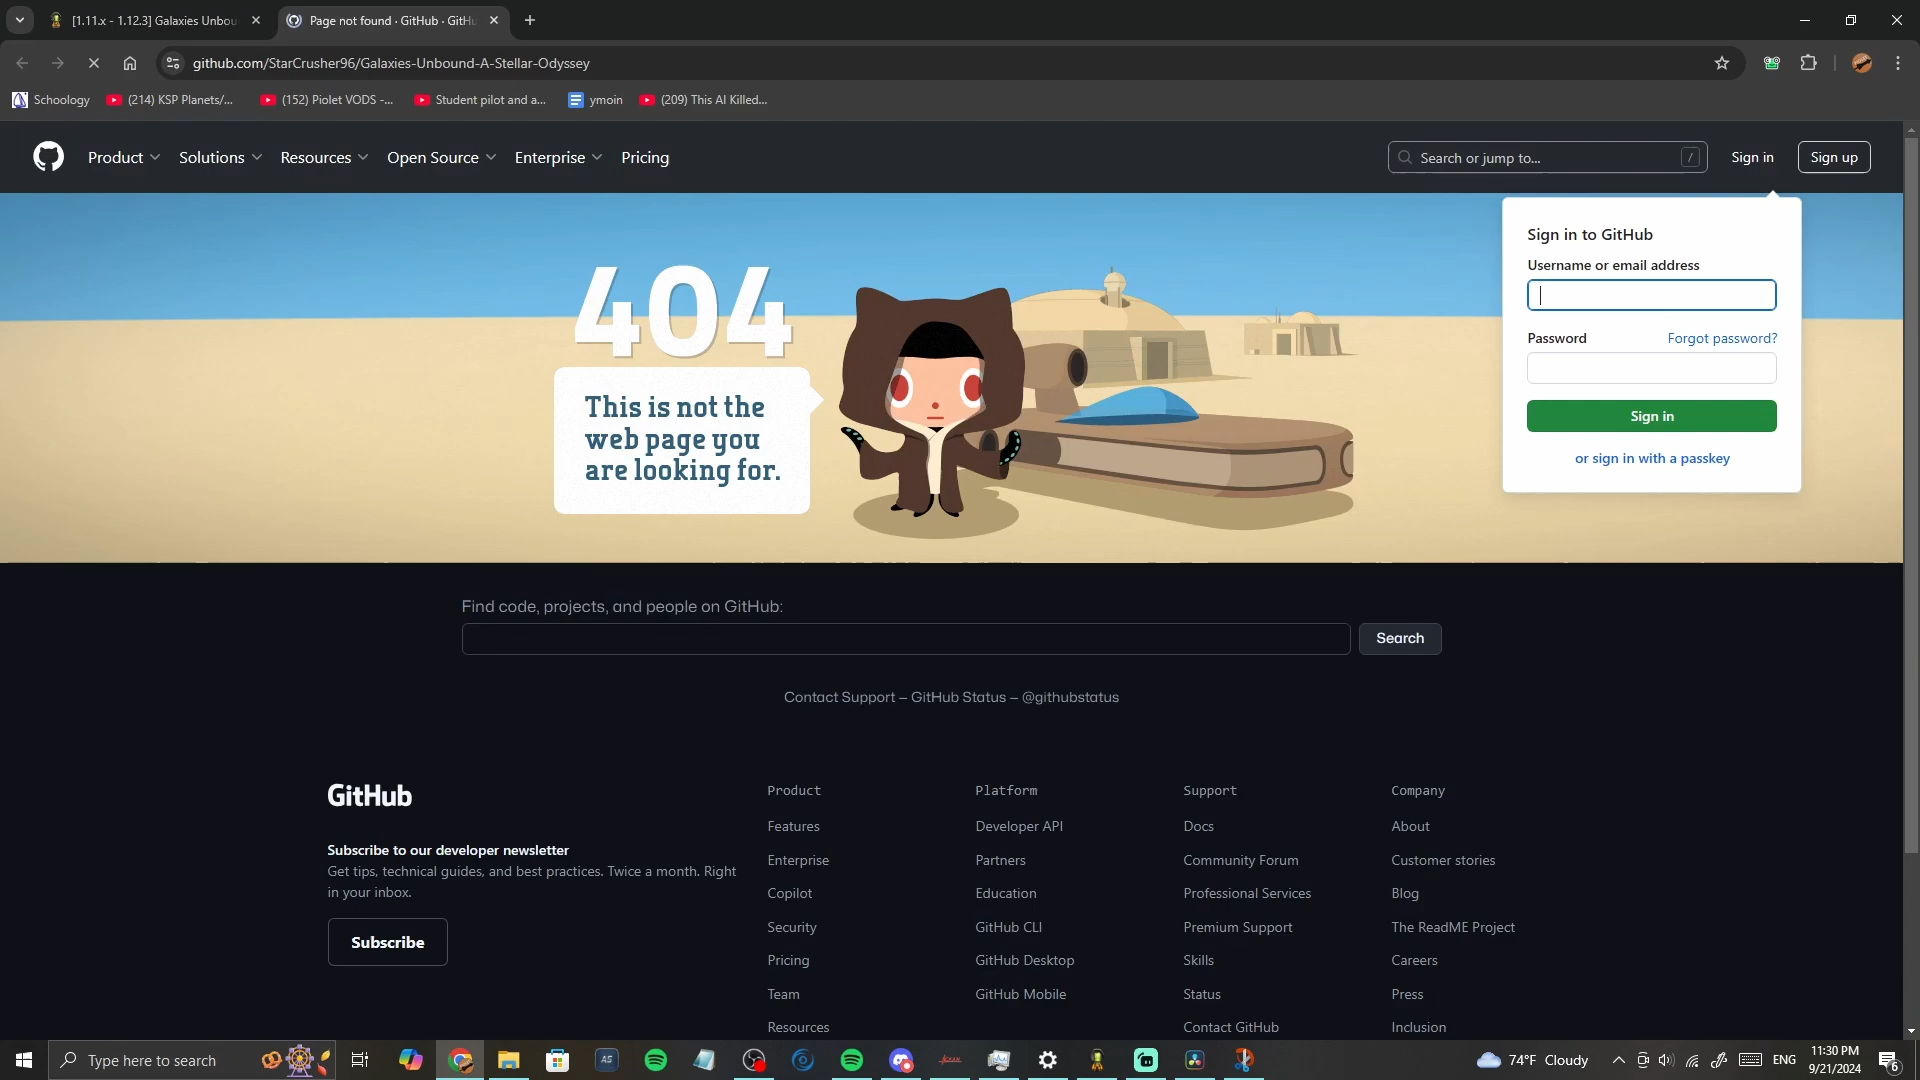 [1.11.x - 1.12.3] Galaxies Unbou
Page not found · GitHub · GitHu
github.com/StarCrusher96/Galaxies-Unbound-A-Stellar-Odyssey
Schoology
(214) KSP Planets/...
(152) Piolet VODS -...
Student pilot and a...
ymoin
(209) This AI Killed...
Product
Solutions
Resources
Open Source
Enterprise
Pricing
Search or jump to...
/
Sign in
Sign up
404
This is not the
web page you
are looking for.
Sign in to GitHub
Username or email address
Password
Forgot password?
Sign in
or sign in with a passkey
Find code, projects, and people on GitHub:
Search
Contact Support — GitHub Status — @githubstatus
GitHub
Subscribe to our developer newsletter
Get tips, technical guides, and best practices. Twice a month. Right
in your inbox.
Subscribe
Product
Features
Enterprise
Copilot
Security
Pricing
Team
Resources
Platform
Developer API
Partners
Education
GitHub CLI
GitHub Desktop
GitHub Mobile
Support
Docs
Community Forum
Professional Services
Premium Support
Skills
Status
Contact GitHub
Company
About
Customer stories
Blog
The ReadME Project
Careers
Press
Inclusion
Type here to search
AS
74°F Cloudy
ENG
11:30 PM
9/21/2024
6